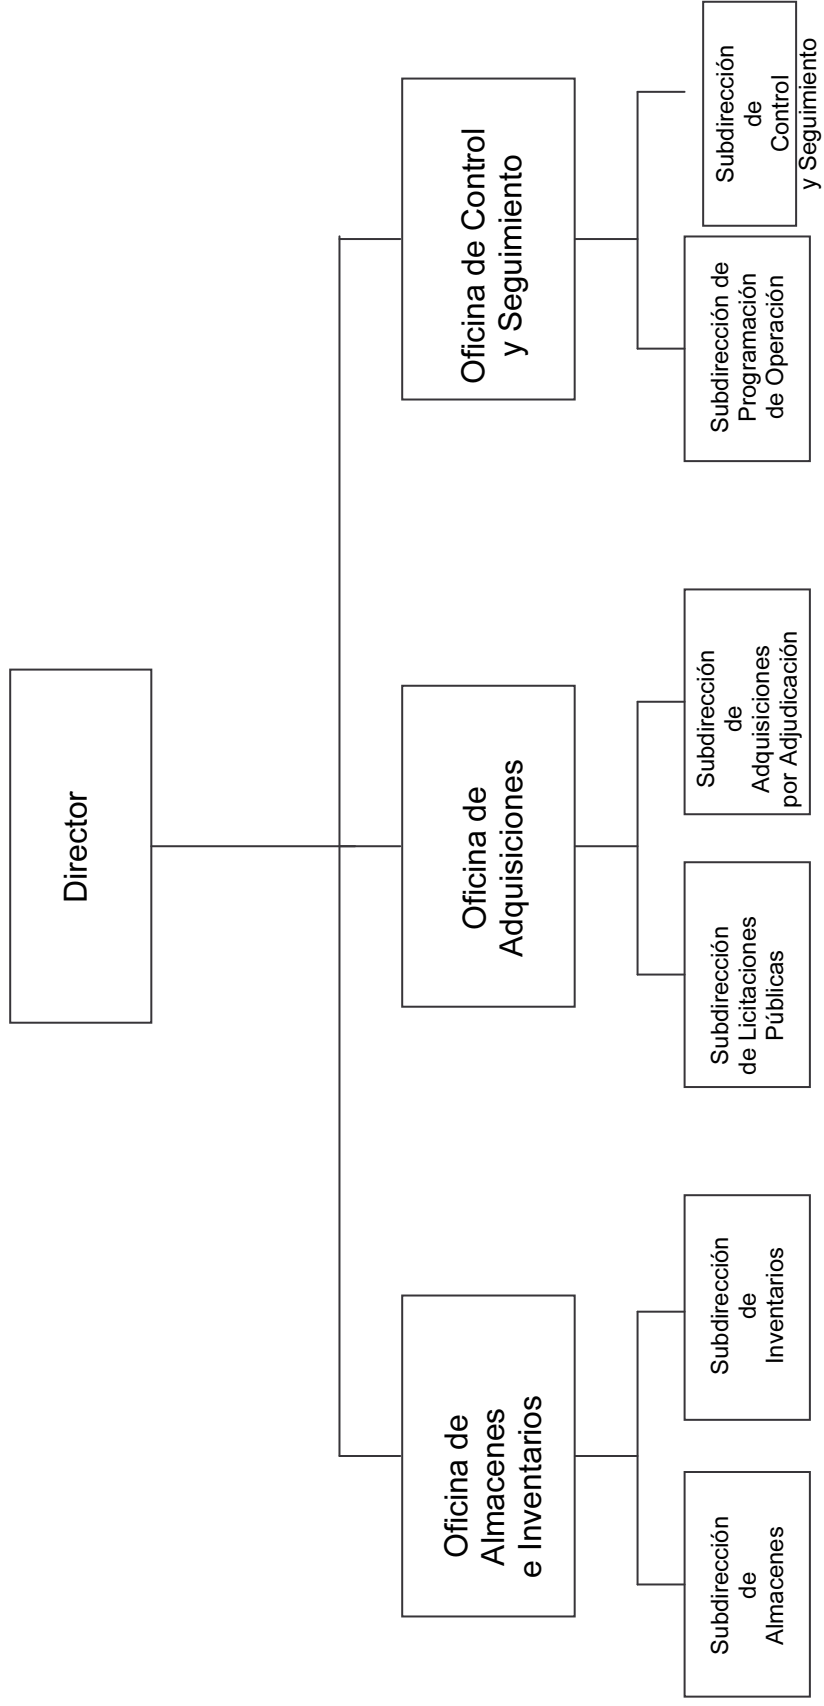 Director
Oficina de
Almacenes
e Inventarios
Oficina de
Adquisiciones
Oficina de Control
y Seguimiento
Subdirección
de
Almacenes
Subdirección
de
Inventarios
Subdirección
de Licitaciones
Públicas
Subdirección
de
Adquisiciones
por Adjudicación
Subdirección de
Programación
de Operación
Subdirección
de
Control
y Seguimiento